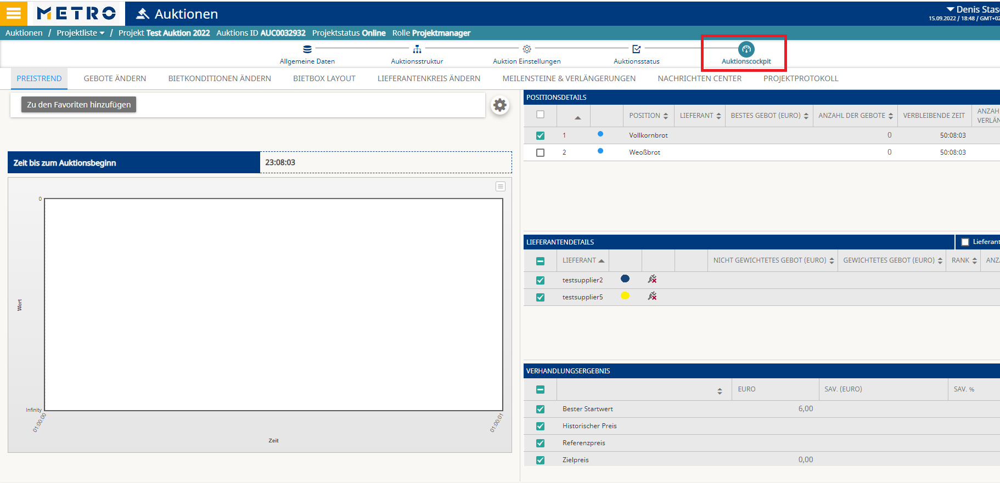 METRO
Auktionen
Denis Stas
15.09.2022 / 18:48 / GMT+02
Auktionen / Projektliste / Projekt Test Auktion 2022 Auktions ID AUC0032932 Projektstatus Online Rolle Projektmanager
Allgemeine Daten
Auktionsstruktur
Auktion Einstellungen
Auktionsstatus
Auktionscockpit
PREISTREND
GEBOTE ÄNDERN
BIETKONDITIONEN ÄNDERN
BIETBOX LAYOUT
LIEFERANTENKREIS ÄNDERN
MEILENSTEINE & VERLÄNGERUNGEN
NACHRICHTEN CENTER
PROJEKTPROTOKOLL
Zu den Favoriten hinzufügen
Zeit bis zum Auktionsbeginn 23:08:03
0
Wert
Infinity
01:00:00
01:00:01
Zeit
POSITIONSDETAILS
POSITION LIEFERANT BESTES GEBOT (EURO) ANZAHL DER GEBOTE VERBLEIBENDE ZEIT ANZAH
VERLÄN
1 Vollkornbrot 0 50:08:03
2 Weoßbrot 0 50:08:03
LIEFERANTENDETAILS Lieferant
LIEFERANT NICHT GEWICHTETES GEBOT (EURO) GEWICHTETES GEBOT (EURO) RANK ANZA
testsupplier2
testsupplier5
VERHANDLUNGSERGEBNIS
EURO SAV. (EURO) SAV. %
Bester Startwert 6,00
Historischer Preis
Referenzpreis
Zielpreis 0,00